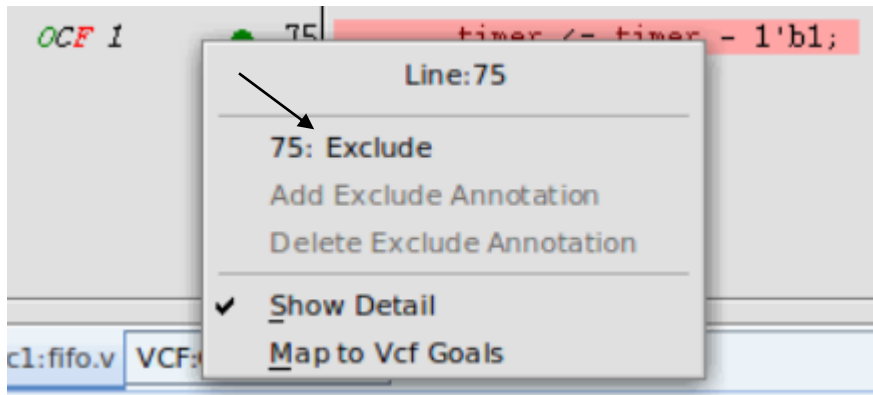 OCF 1 75 timer <= timer - 1'b1;
Line:75
75: Exclude
Add Exclude Annotation
Delete Exclude Annotation
Show Detail
Map to Vcf Goals
c1:fifo.v VCF: